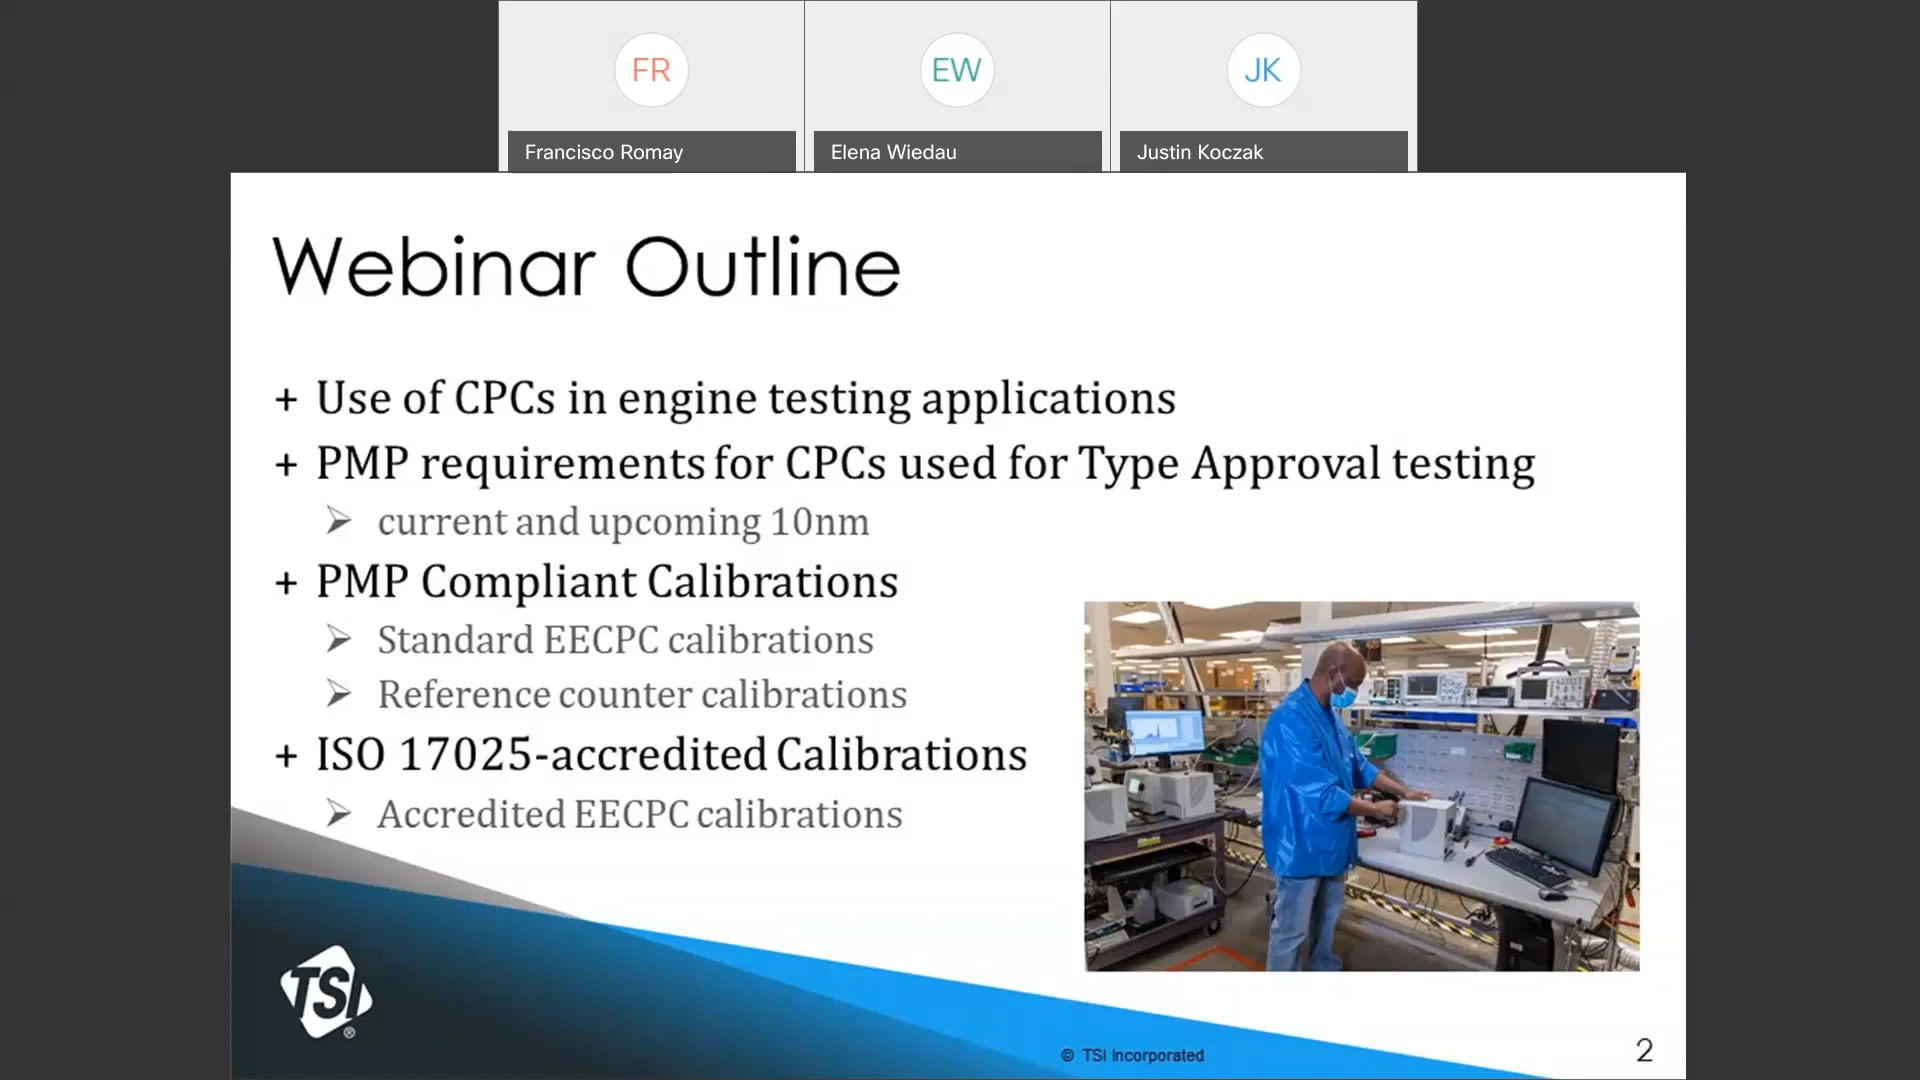 FR
EW
JK
Francisco Romay
Elena Wiedau
Justin Koczak
Webinar Outline
+ Use of CPCs in engine testing applications
+ PMP requirements for CPCs used for Type Approval testing
➢ current and upcoming 10nm
+ PMP Compliant Calibrations
➢ Standard EECPC calibrations
➢ Reference counter calibrations
+ ISO 17025-accredited Calibrations
➢ Accredited EECPC calibrations
TSI®
© TSI Incorporated
2